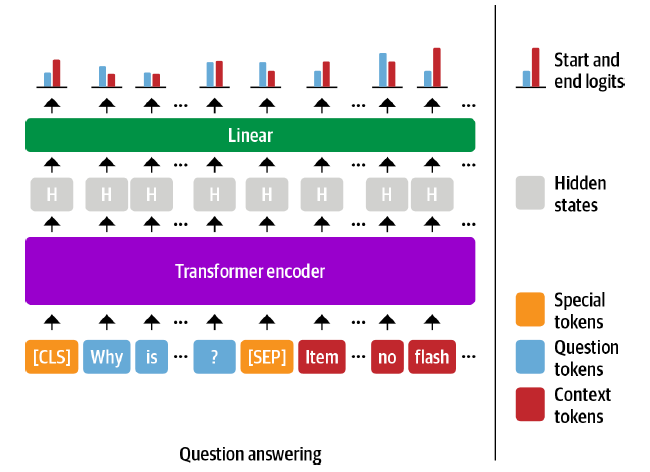 Start and
end logits
... ... ... ...
Linear
... ... ... ...
H H H H H H H H
Hidden
states
... ... ... ...
Transformer encoder
... ... ... ...
Special
tokens
[CLS] Why is ... ? [SEP] Item ... no flash ...
Question
tokens
Context
tokens
Question answering